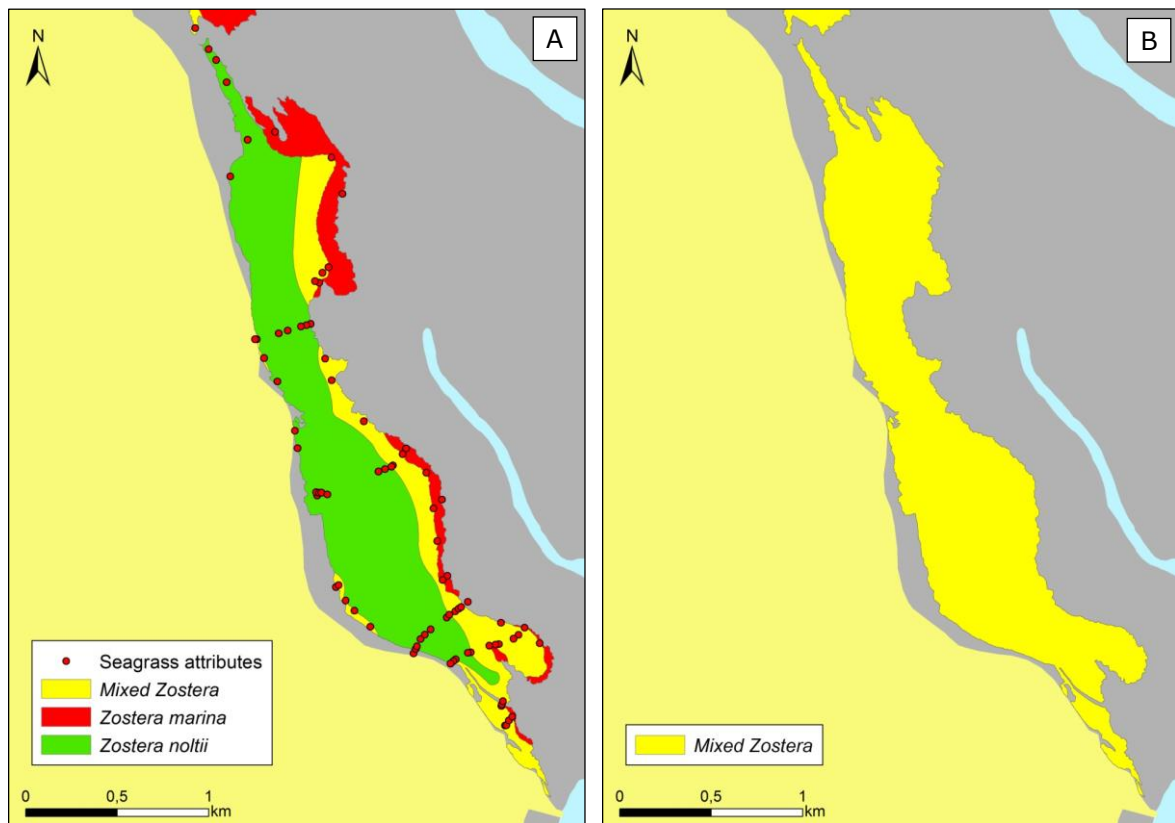 A
N
Seagrass attributes
Mixed Zostera
Zostera marina
Zostera noltii
0 0,5 1
km
B
N
Mixed Zostera
0 0,5 1
km